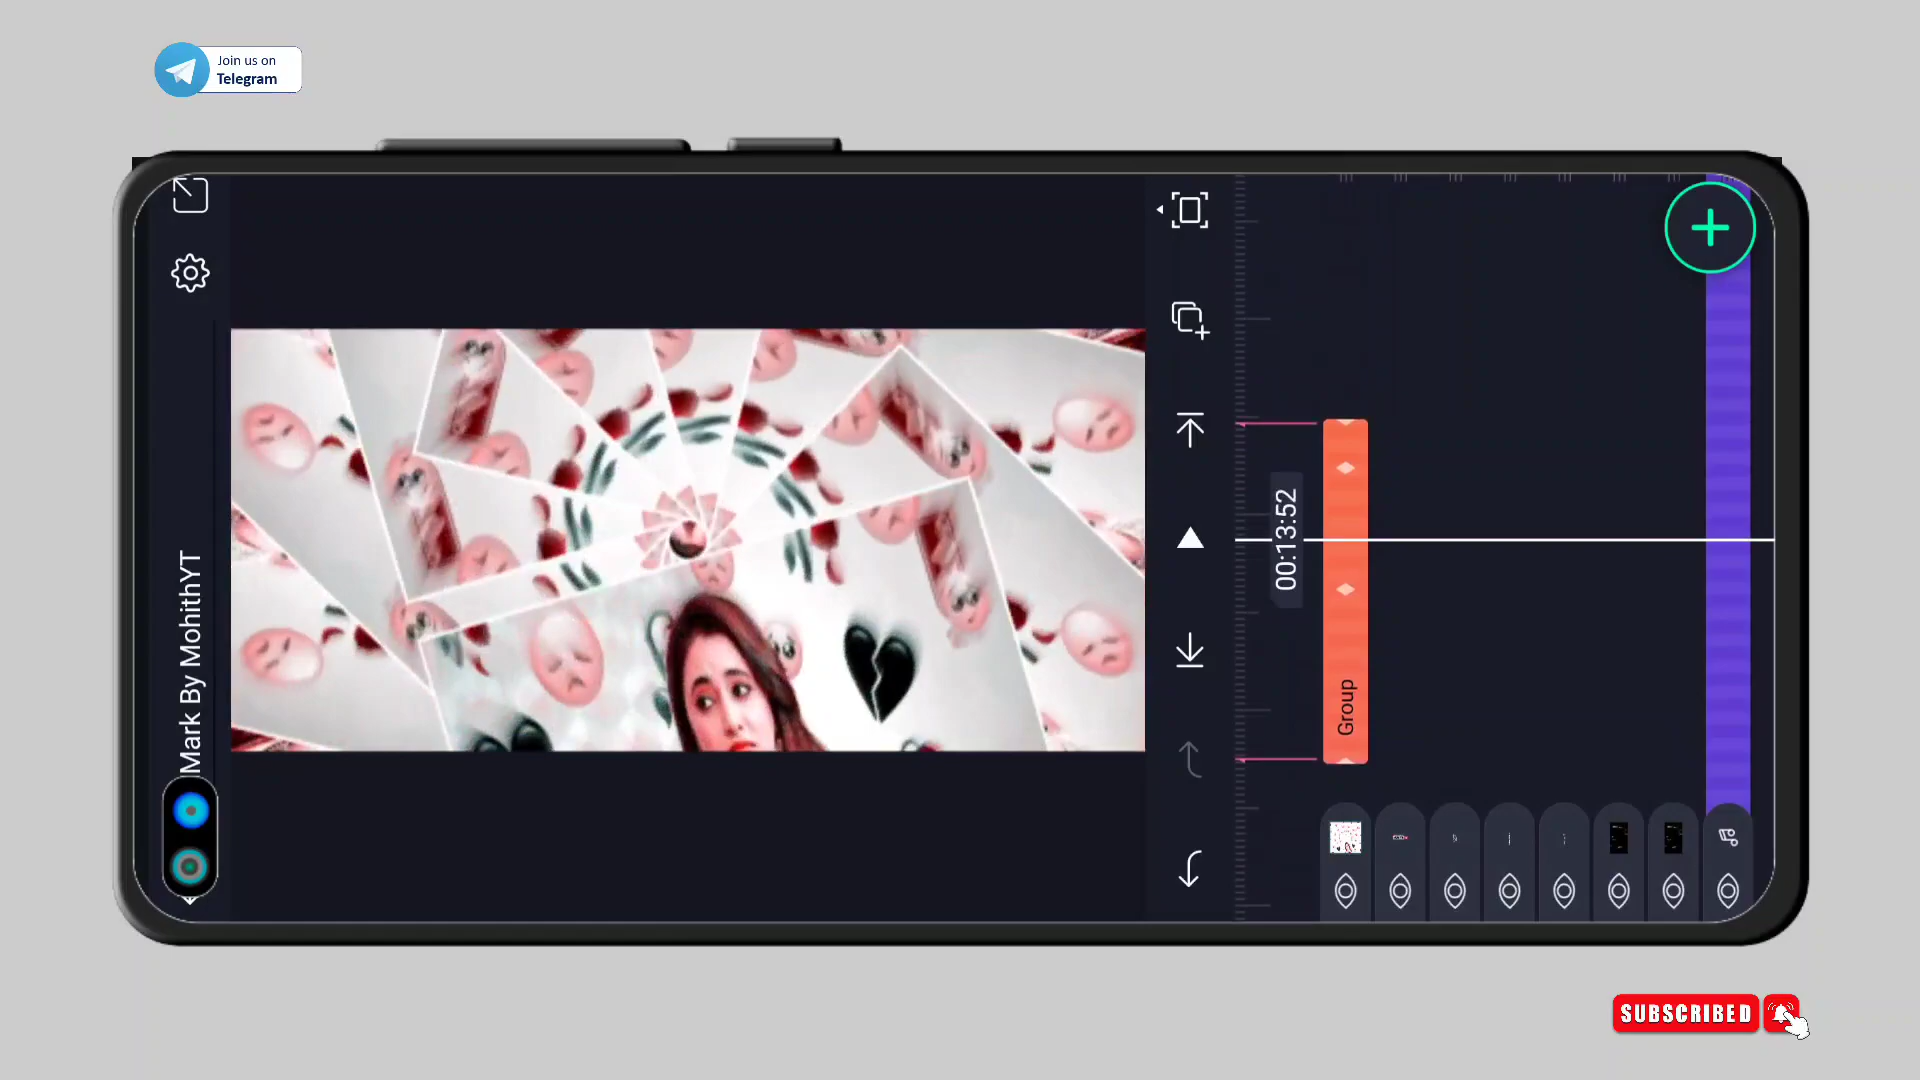 Join us on
Telegram
Mark By MohithYT
00:13:52
Group
SUBSCRIBED